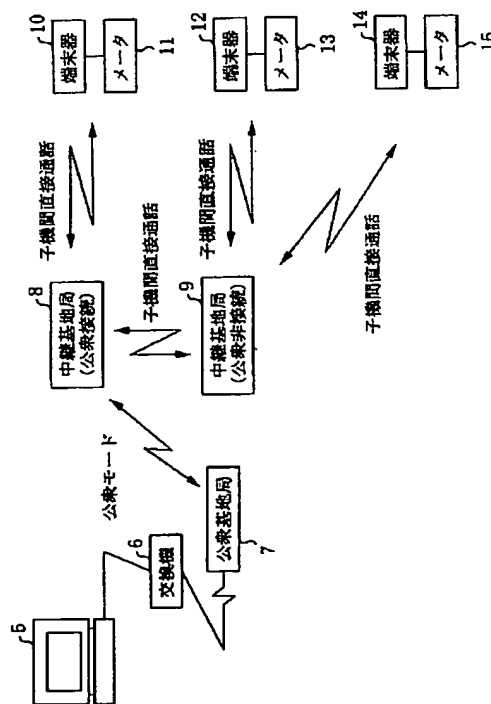 5
6
交換機
公衆基地局
7
公衆モード
8
中継基地局
(公衆接続)
子機間直接通話
9
中継基地局
(公衆非接続)
子機間直接通話
子機間直接通話
子機間直接通話
10
端末器
メータ
11
12
端末器
メータ
13
14
端末器
メータ
15